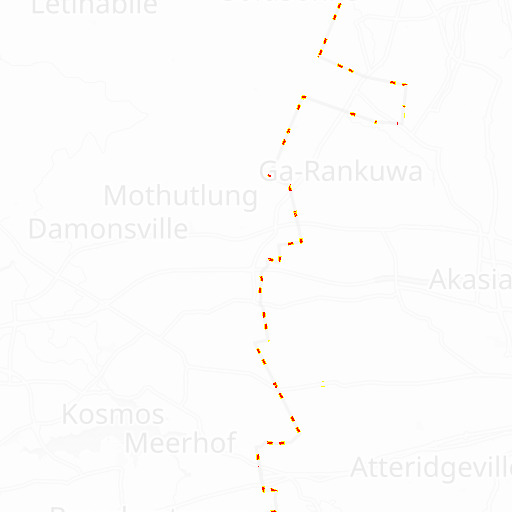 Letlhabile
Ga-Rankuwa
Mothutlung
Damonsville
Akasia
Kosmos
Meerhof
Atteridgeville